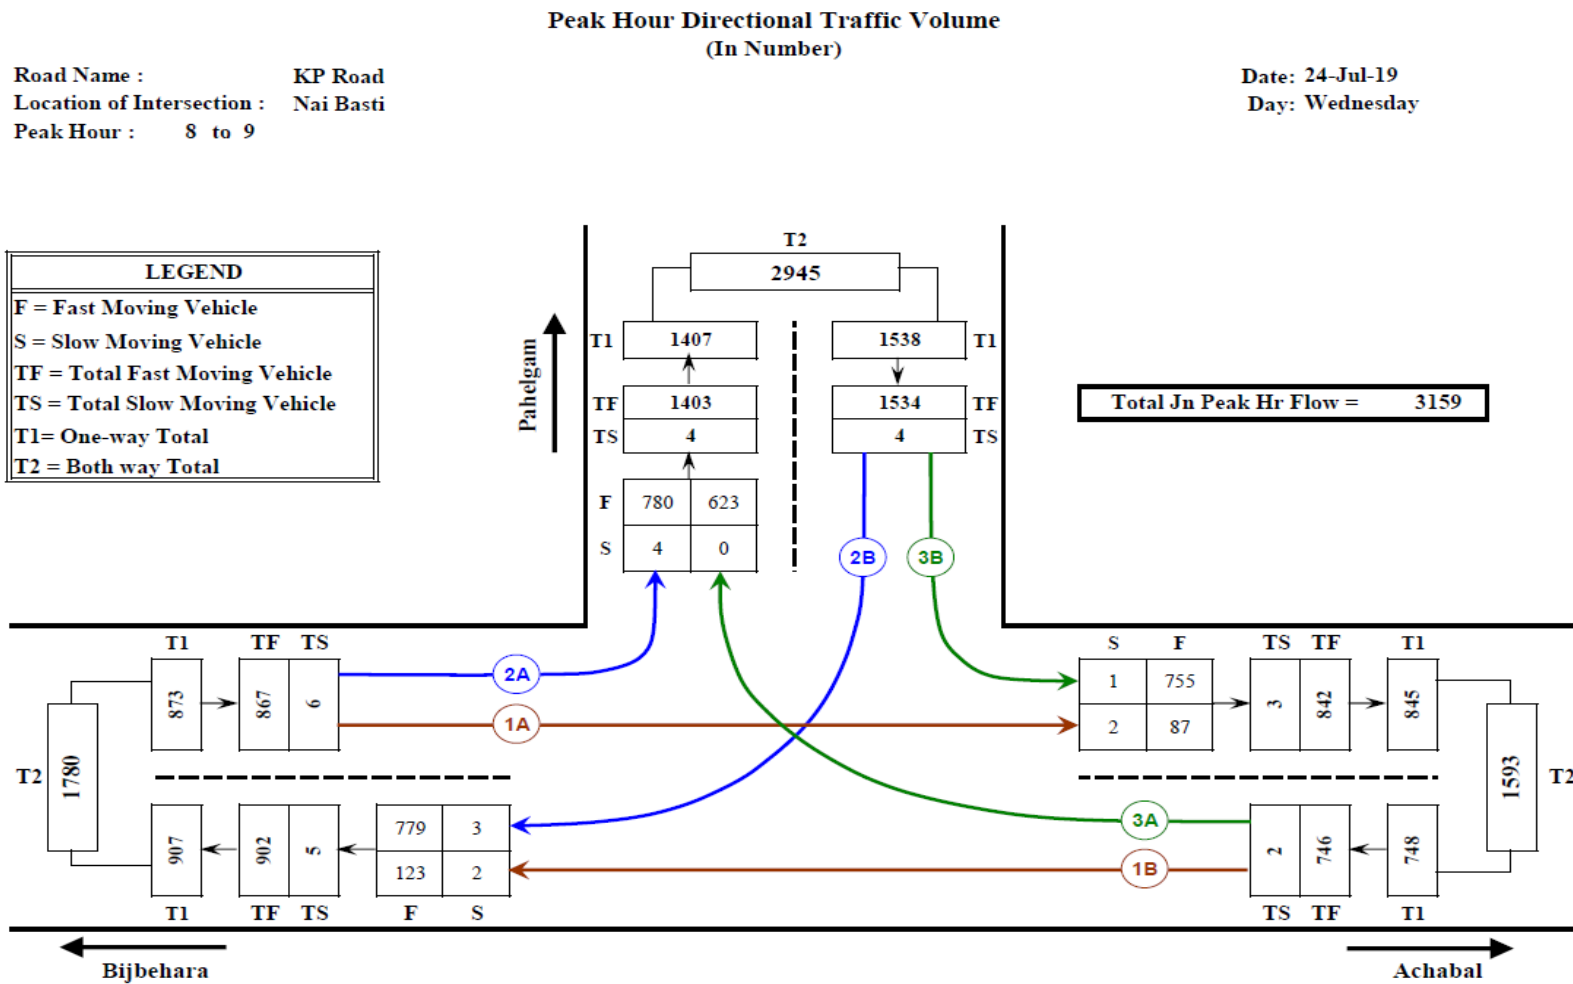 Peak Hour Directional Traffic Volume
(In Number)
Road Name : KP Road
Date: 24-Jul-19
Location of Intersection : Nai Basti
Day: Wednesday
Peak Hour : 8 to 9
LEGEND
F = Fast Moving Vehicle
S = Slow Moving Vehicle
TF = Total Fast Moving Vehicle
TS = Total Slow Moving Vehicle
T1= One-way Total
T2 = Both way Total
Pahelgam
T2
2945
T1 1407 1538 T1
TF 1403 1534 TF
TS 4 4 TS
F 780 623
S 4 0
2B 3B
Total Jn Peak Hr Flow = 3159
T1 TF TS
873 867 6
2A
1A
T2 1780
907 902 5 779 3
123 2
T1 TF TS F S
S F TS TF T1
1 755 3 842 845
2 87
1593 T2
3A
1B
2 746 748
TS TF T1
Bijbehara
Achabal